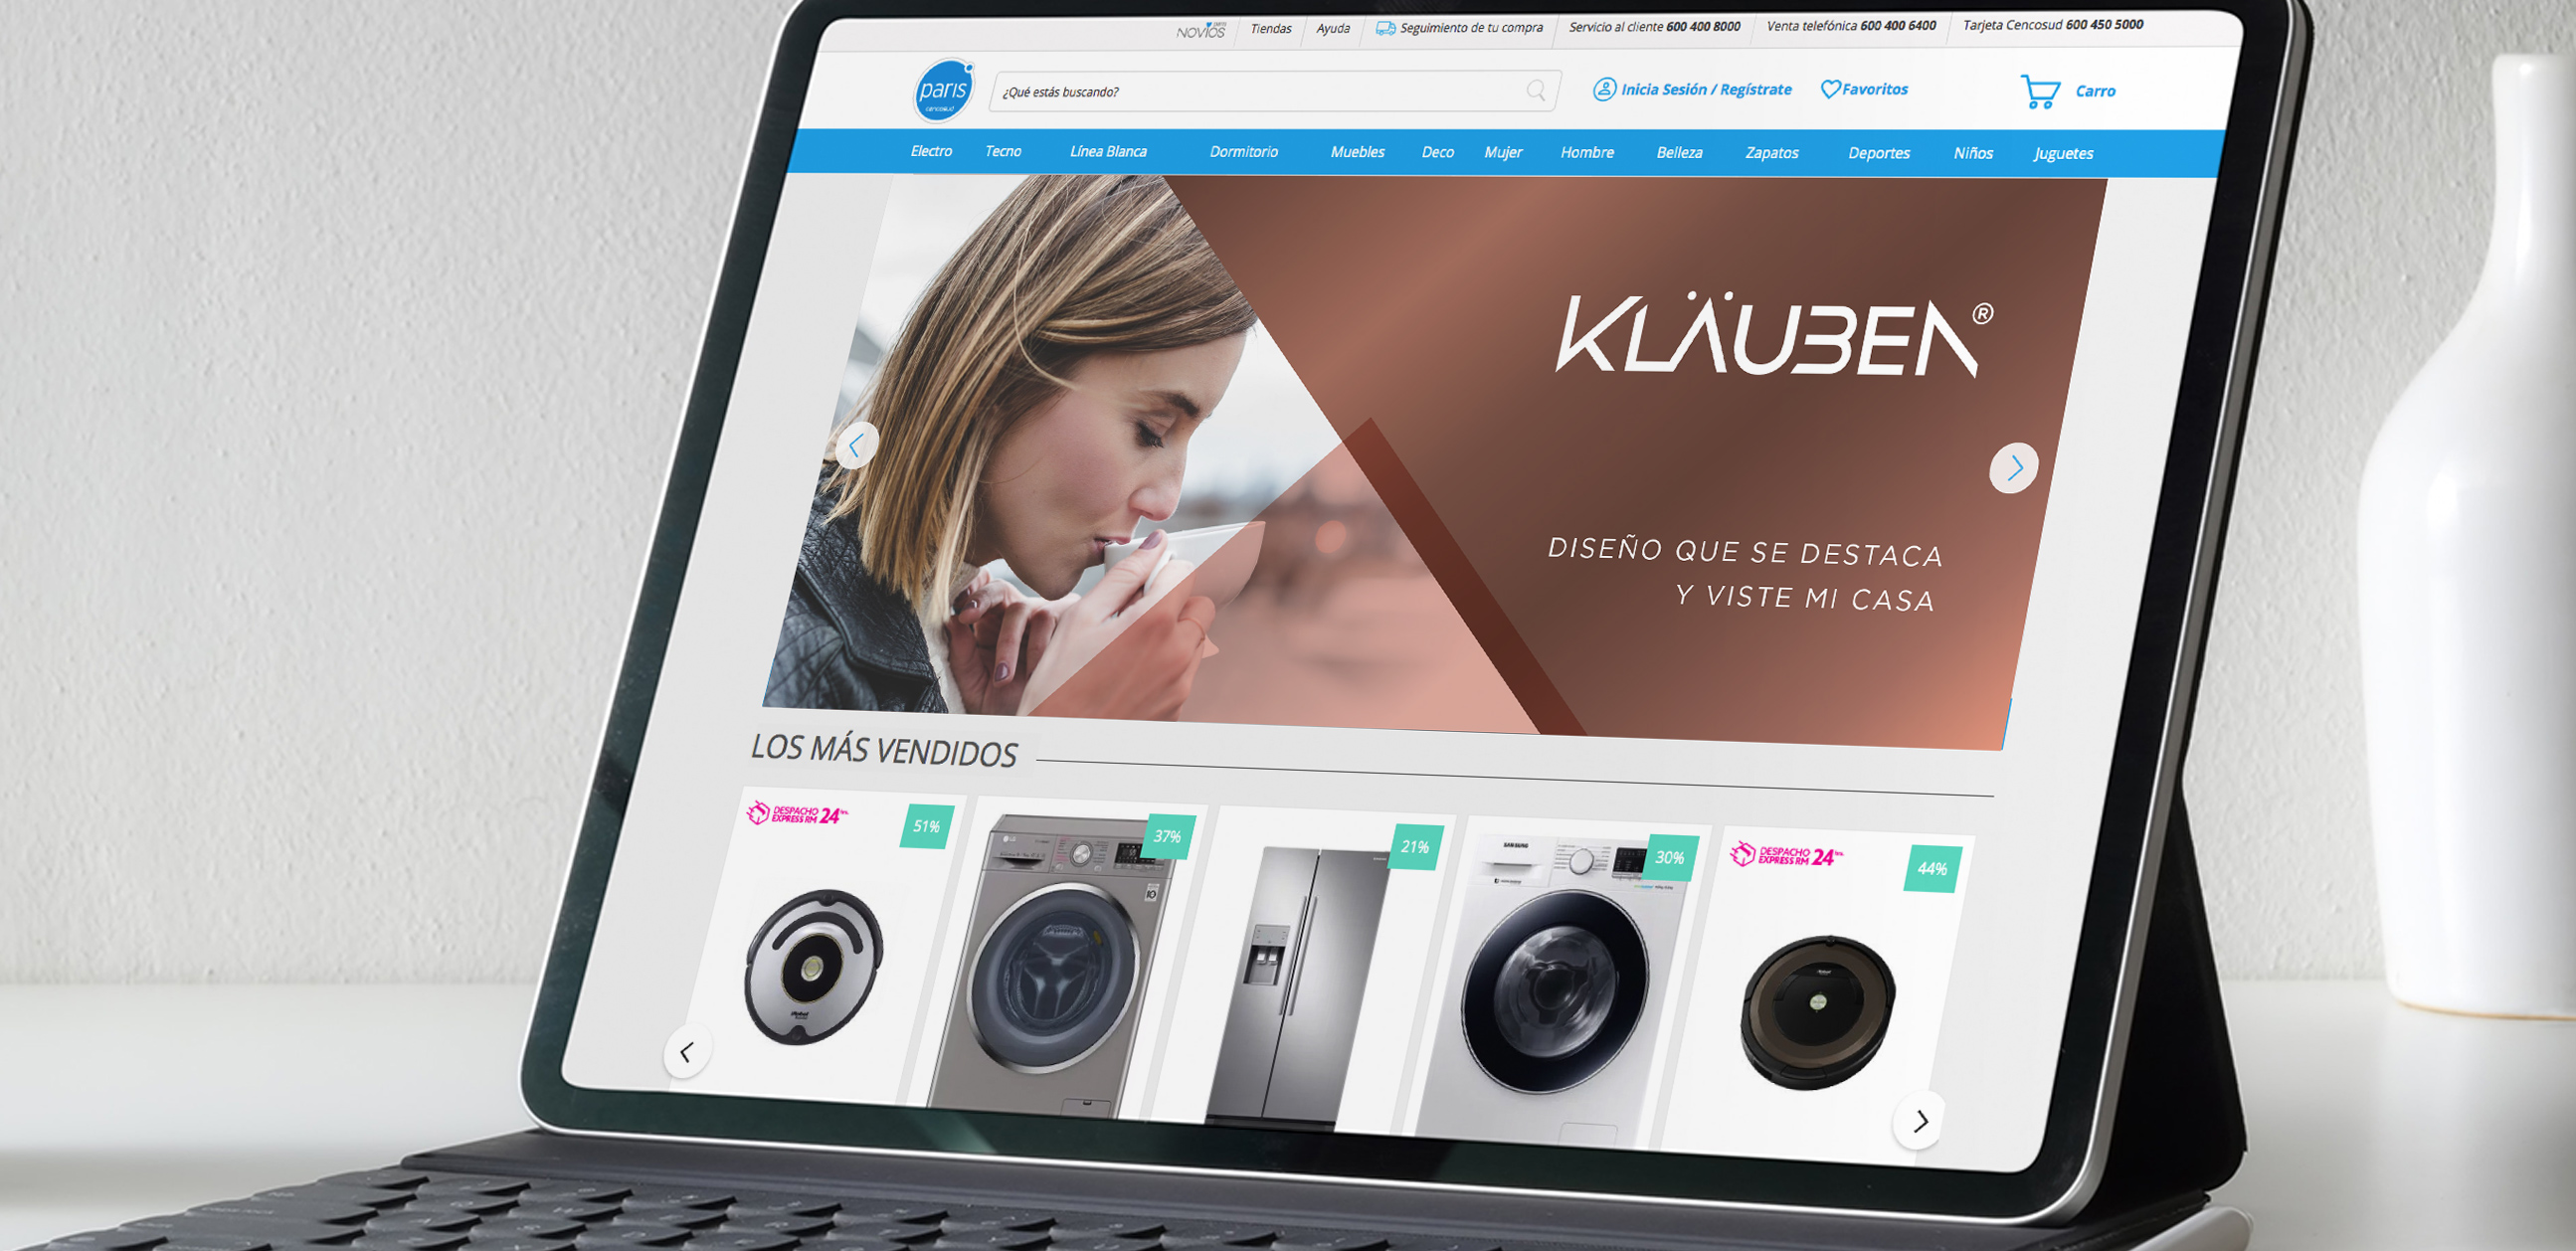 NOVIOS
Tiendas
Ayuda
Seguimiento de tu compra
Servicio al cliente 600 400 8000
Venta telefónica 600 400 6400
Tarjeta Cencosud 600 450 5000
paris
cencosud
¿Qué estás buscando?
Inicia Sesión / Regístrate
Favoritos
Carro
Electro
Tecno
Línea Blanca
Dormitorio
Muebles
Deco
Mujer
Hombre
Belleza
Zapatos
Deportes
Niños
Juguetes
KLÄUBEN®
DISEÑO QUE SE DESTACA
Y VISTE MI CASA
LOS MÁS VENDIDOS
DESPACHO
EXPRESS RM 24
51%
LG
37%
21%
SAMSUNG
30%
DESPACHO
EXPRESS RM 24
44%